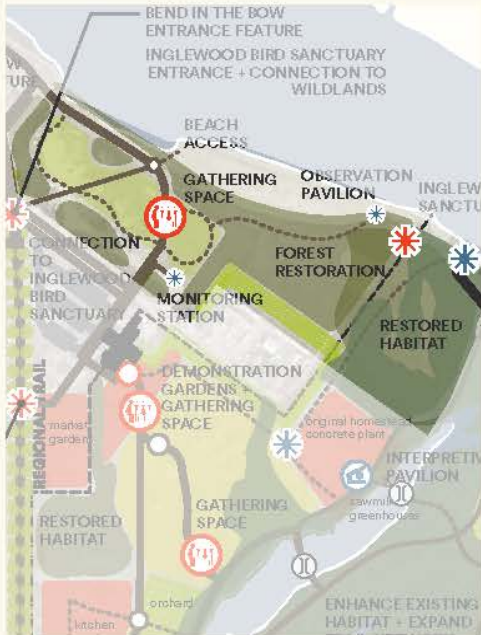 BEND IN THE BOW
ENTRANCE FEATURE
INGLEWOOD BIRD SANCTUARY
ENTRANCE + CONNECTION TO
WILDLANDS
BEACH
ACCESS
GATHERING
SPACE
OBSERVATION
PAVILION
CONNECTION
TO
INGLEWOOD
BIRD
SANCTUARY
FOREST
RESTORATION
MONITORING
STATION
RESTORED
HABITAT
REGIONAL TRAIL
DEMONSTRATION
GARDENS +
GATHERING
SPACE
market
garden
original homestead
concrete plant
INTERPRETIVE
PAVILION
sawmill
greenhouses
GATHERING
SPACE
RESTORED
HABITAT
orchard
kitchen
ENHANCE EXISTING
HABITAT + EXPAND